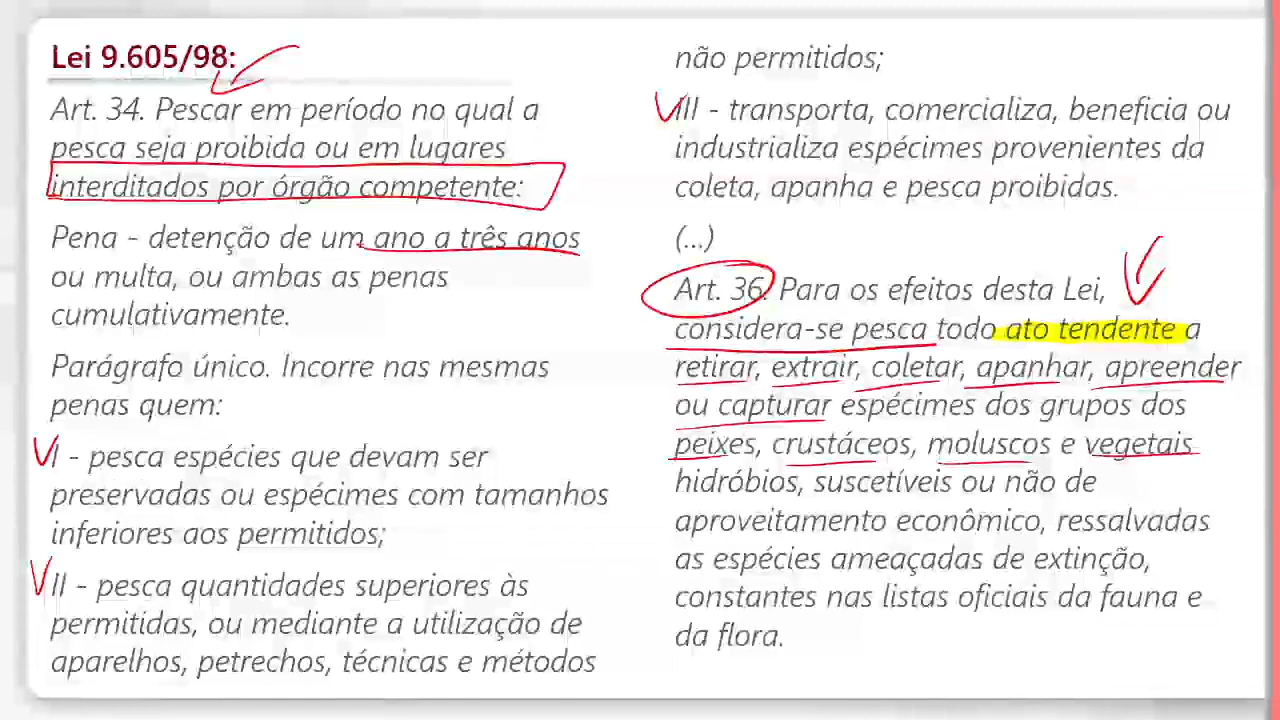 Lei 9.605/98:
Art. 34. Pescar em período no qual a
pesca seja proibida ou em lugares
interditados por órgão competente:
Pena - detenção de um ano a três anos
ou multa, ou ambas as penas
cumulativamente.
Parágrafo único. Incorre nas mesmas
penas quem:
I - pesca espécies que devam ser
preservadas ou espécimes com tamanhos
inferiores aos permitidos;
II - pesca quantidades superiores às
permitidas, ou mediante a utilização de
aparelhos, petrechos, técnicas e métodos
não permitidos;
III - transporta, comercializa, beneficia ou
industrializa espécimes provenientes da
coleta, apanha e pesca proibidas.
(...)
Art. 36. Para os efeitos desta Lei,
considera-se pesca todo ato tendente a
retirar, extrair, coletar, apanhar, apreender
ou capturar espécimes dos grupos dos
peixes, crustáceos, moluscos e vegetais
hidróbios, suscetíveis ou não de
aproveitamento econômico, ressalvadas
as espécies ameaçadas de extinção,
constantes nas listas oficiais da fauna e
da flora.